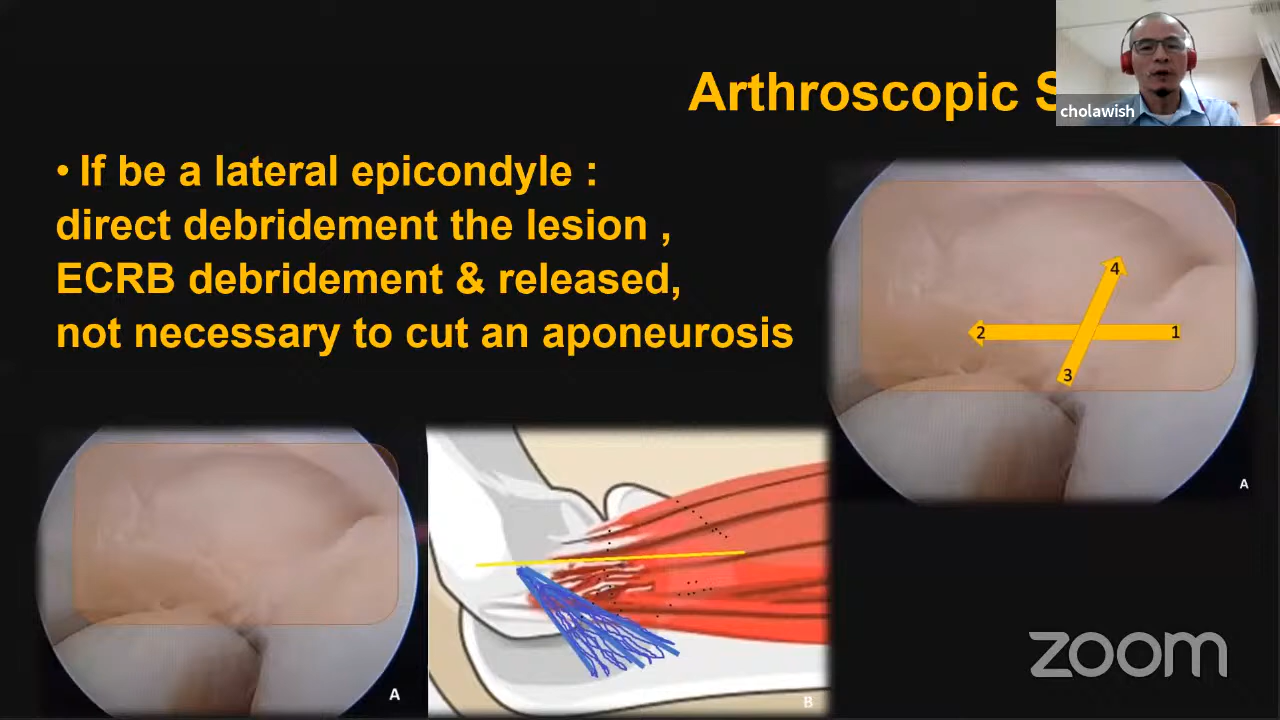 Arthroscopic S
cholawish
• If be a lateral epicondyle :
direct debridement the lesion ,
ECRB debridement & released,
not necessary to cut an aponeurosis
4
2
1
3
A
A
B
zoom